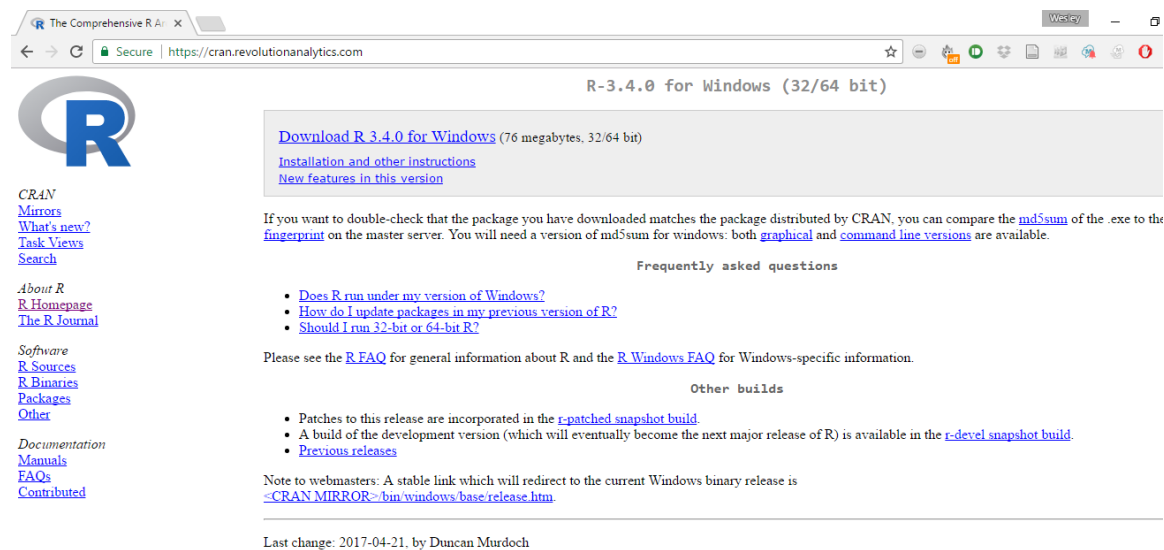 The Comprehensive R Ar
Wesley
Secure https://cran.revolutionanalytics.com
off
R
CRAN
Mirrors
What's new?
Task Views
Search
About R
R Homepage
The R Journal
Software
R Sources
R Binaries
Packages
Other
Documentation
Manuals
FAQs
Contributed
R-3.4.0 for Windows (32/64 bit)
Download R 3.4.0 for Windows (76 megabytes, 32/64 bit)
Installation and other instructions
New features in this version
If you want to double-check that the package you have downloaded matches the package distributed by CRAN, you can compare the md5sum of the .exe to the
fingerprint on the master server. You will need a version of md5sum for windows: both graphical and command line versions are available.
Frequently asked questions
• Does R run under my version of Windows?
• How do I update packages in my previous version of R?
• Should I run 32-bit or 64-bit R?
Please see the R FAQ for general information about R and the R Windows FAQ for Windows-specific information.
Other builds
• Patches to this release are incorporated in the r-patched snapshot build.
• A build of the development version (which will eventually become the next major release of R) is available in the r-devel snapshot build.
• Previous releases
Note to webmasters: A stable link which will redirect to the current Windows binary release is
<CRAN MIRROR>/bin/windows/base/release.htm.
Last change: 2017-04-21, by Duncan Murdoch